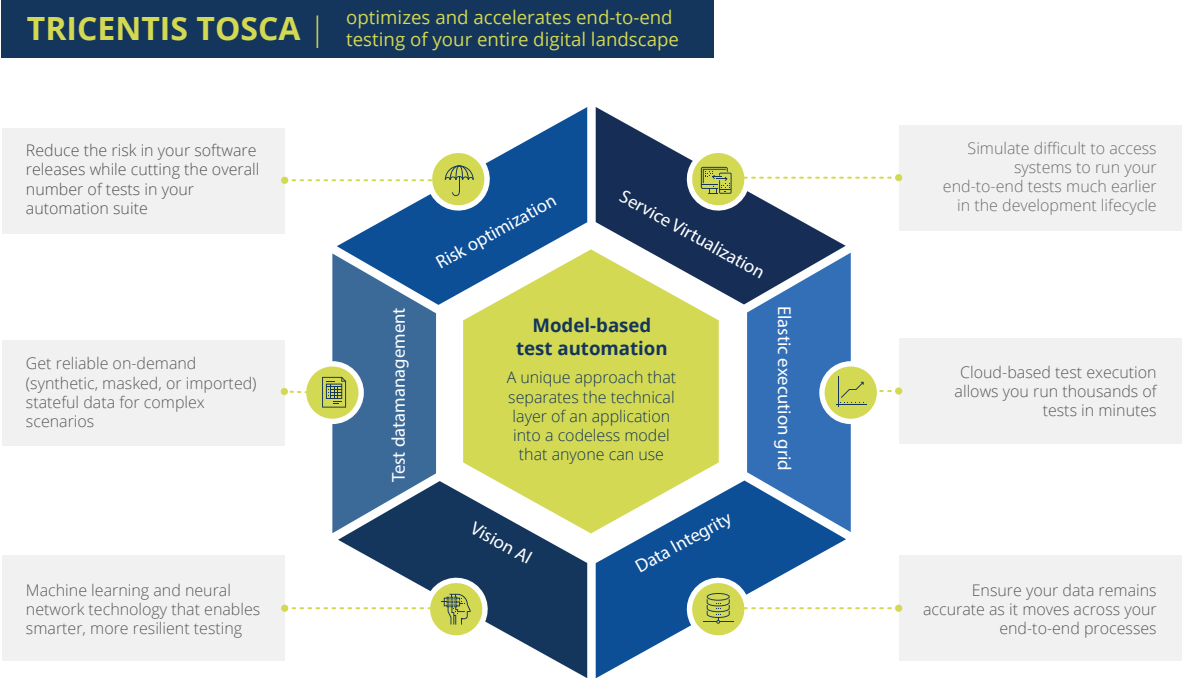 TRICENTIS TOSCA
optimizes and accelerates end-to-end
testing of your entire digital landscape
Reduce the risk in your software
releases while cutting the overall
number of tests in your
automation suite
Risk optimization
Service Virtualization
Simulate difficult to access
systems to run your
end-to-end tests much earlier
in the development lifecycle
Get reliable on-demand
(synthetic, masked, or imported)
stateful data for complex
scenarios
Test datamanagement
Model-based
test automation
A unique approach that
separates the technical
layer of an application
into a codeless model
that anyone can use
Elastic execution grid
Cloud-based test execution
allows you run thousands of
tests in minutes
Machine learning and neural
network technology that enables
smarter, more resilient testing
Vision AI
Data Integrity
Ensure your data remains
accurate as it moves across your
end-to-end processes